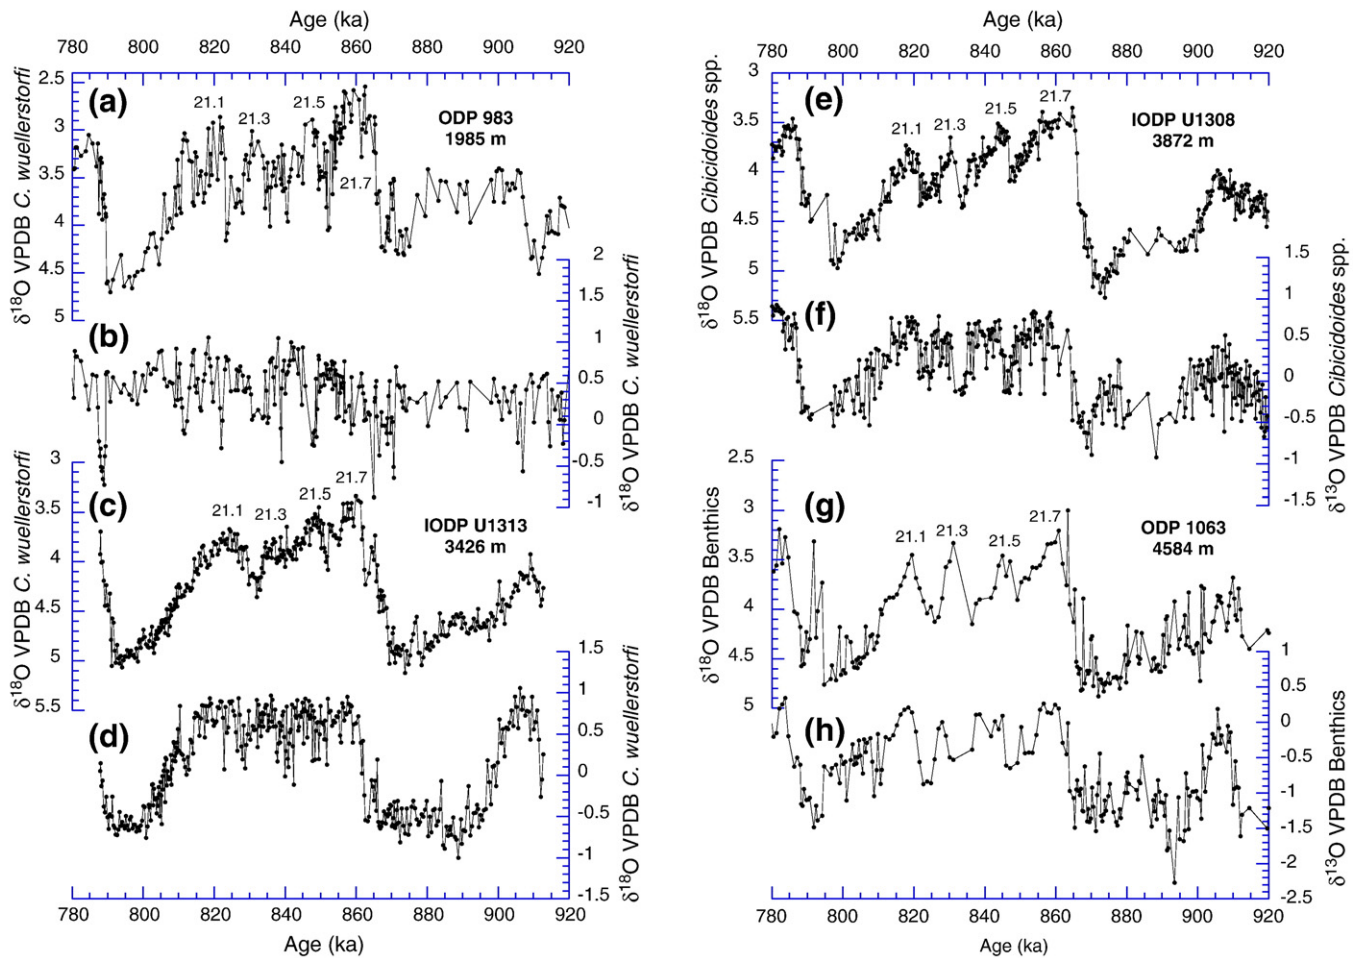 Age (ka)
780 800 820 840 860 880 900 920
2.5
3
3.5
4
4.5
5
δ18O VPDB C. wuellerstorfi
(a)
21.1
21.3
21.5
21.7
ODP 983
1985 m
(b)
2
1.5
1
0.5
0
-0.5
-1
δ18O VPDB C. wuellerstorfi
3
3.5
4
4.5
5
5.5
δ18O VPDB C. wuellerstorfi
(c)
21.1
21.3
21.5
21.7
IODP U1313
3426 m
(d)
1.5
1
0.5
0
-0.5
-1
-1.5
δ18O VPDB C. wuellerstorfi
780 800 820 840 860 880 900 920
Age (ka)
Age (ka)
780 800 820 840 860 880 900 920
3
3.5
4
4.5
5
5.5
δ18O VPDB Cibicidoides spp.
(e)
21.1
21.3
21.5
21.7
IODP U1308
3872 m
(f)
1.5
1
0.5
0
-0.5
-1
-1.5
δ13O VPDB Cibicidoides spp.
2.5
3
3.5
4
4.5
5
δ18O VPDB Benthics
(g)
21.1
21.3
21.5
21.7
ODP 1063
4584 m
(h)
1
0.5
0
-0.5
-1
-1.5
-2
-2.5
δ13O VPDB Benthics
780 800 820 840 860 880 900 920
Age (ka)